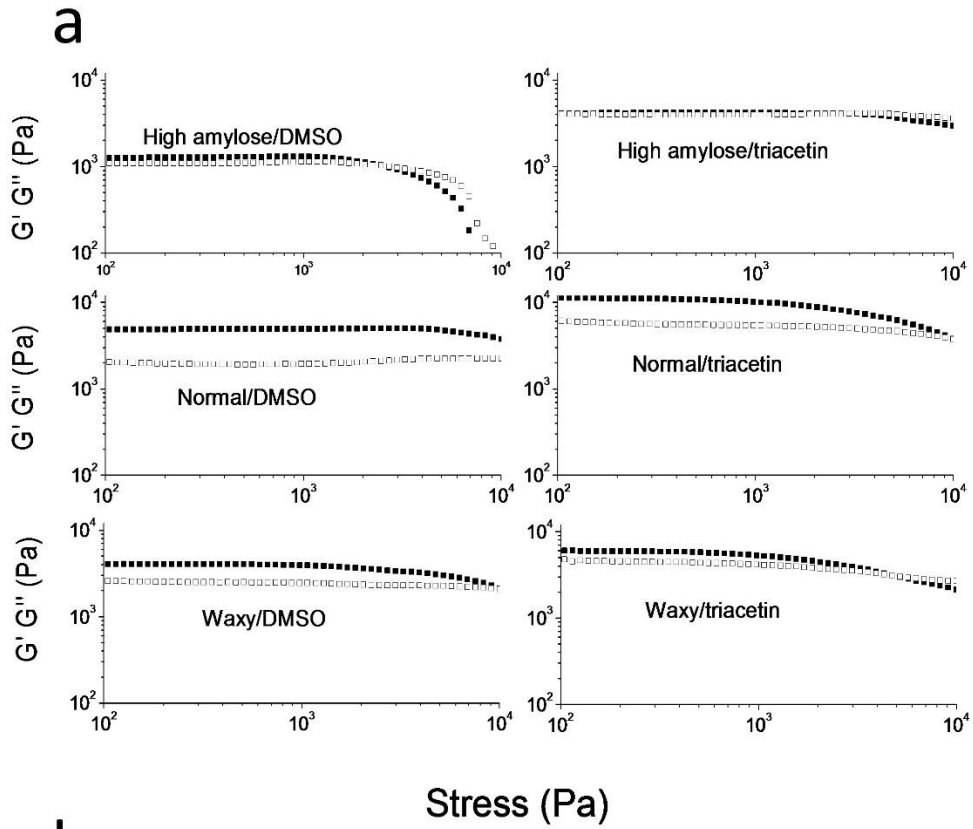 a
10⁴
10³
10²
10² 10³ 10⁴
High amylose/DMSO
G' G" (Pa)
10⁴
10³
10²
10² 10³ 10⁴
High amylose/triacetin
10⁴
10³
10²
10² 10³ 10⁴
Normal/DMSO
G' G" (Pa)
10⁴
10³
10²
10² 10³ 10⁴
Normal/triacetin
10⁴
10³
10²
10² 10³ 10⁴
Waxy/DMSO
G' G" (Pa)
10⁴
10³
10²
10² 10³ 10⁴
Waxy/triacetin
Stress (Pa)